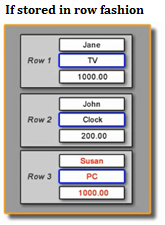 If stored in row fashion
Jane
Row 1 TV
1000.00
John
Row 2 Clock
200.00
Susan
Row 3 PC
1000.00